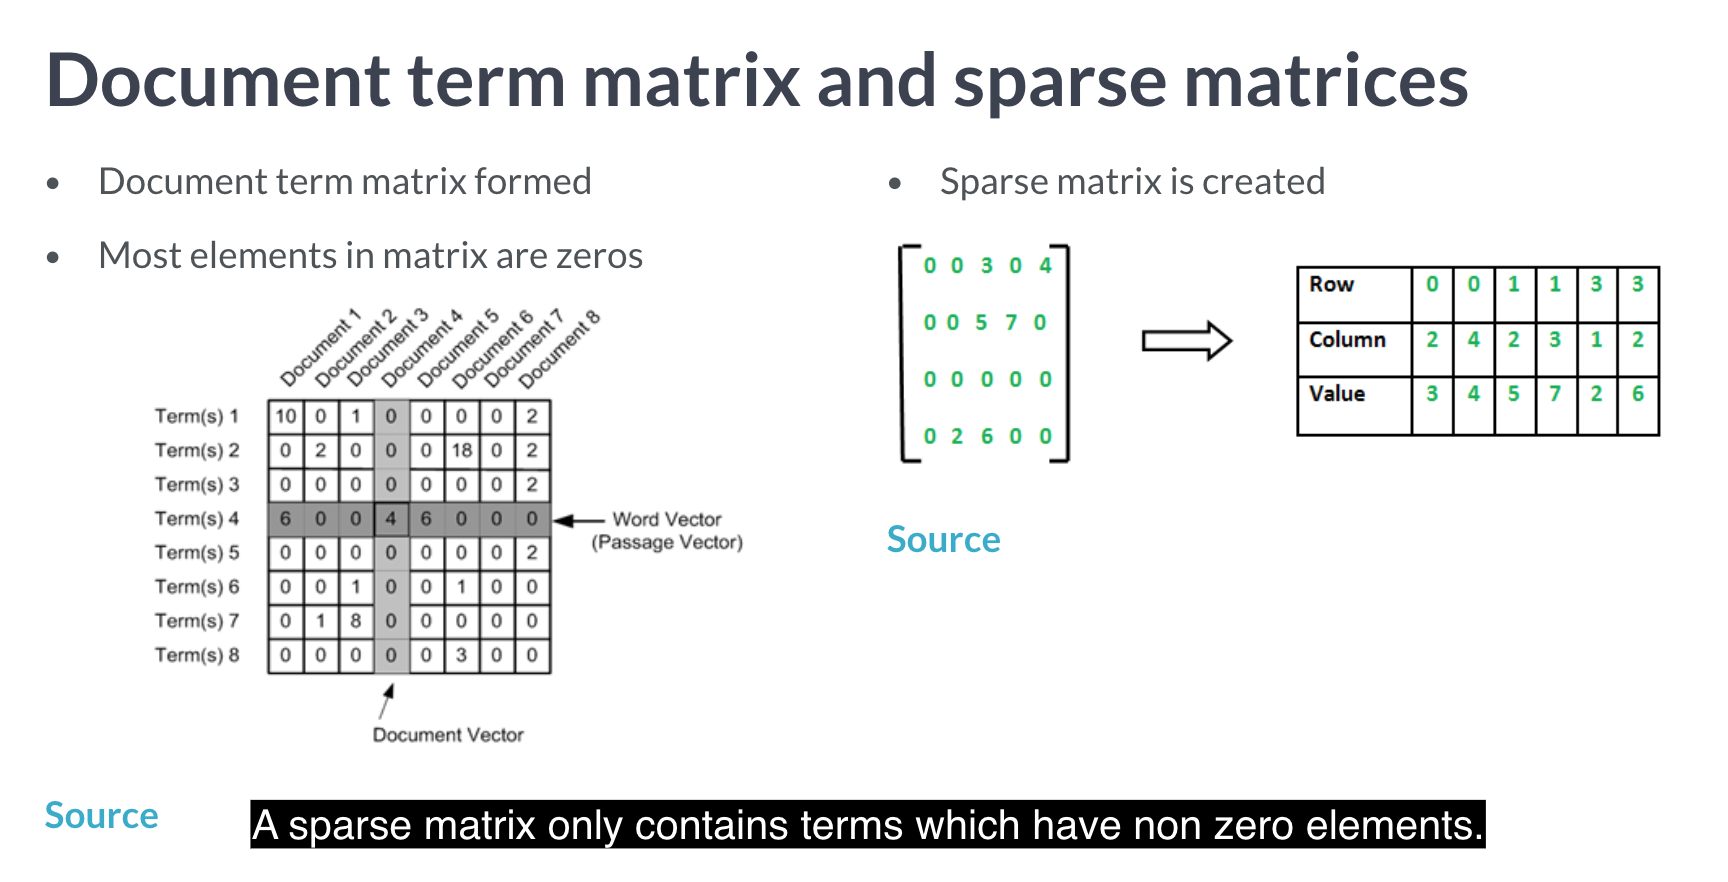 Document term matrix and sparse matrices
• Document term matrix formed
• Most elements in matrix are zeros
Document 1 Document 2 Document 3 Document 4 Document 5 Document 6 Document 7 Document 8
Term(s) 1 10 0 1 0 0 0 0 2
Term(s) 2 0 2 0 0 0 18 0 2
Term(s) 3 0 0 0 0 0 0 0 2
Term(s) 4 6 0 0 4 6 0 0 0
Term(s) 5 0 0 0 0 0 0 0 2
Term(s) 6 0 0 1 0 0 1 0 0
Term(s) 7 0 1 8 0 0 0 0 0
Term(s) 8 0 0 0 0 0 3 0 0
Word Vector
(Passage Vector)
Document Vector
Source
• Sparse matrix is created
0 0 3 0 4
0 0 5 7 0
0 0 0 0 0
0 2 6 0 0
Row 0 0 1 1 3 3
Column 2 4 2 3 1 2
Value 3 4 5 7 2 6
Source
A sparse matrix only contains terms which have non zero elements.